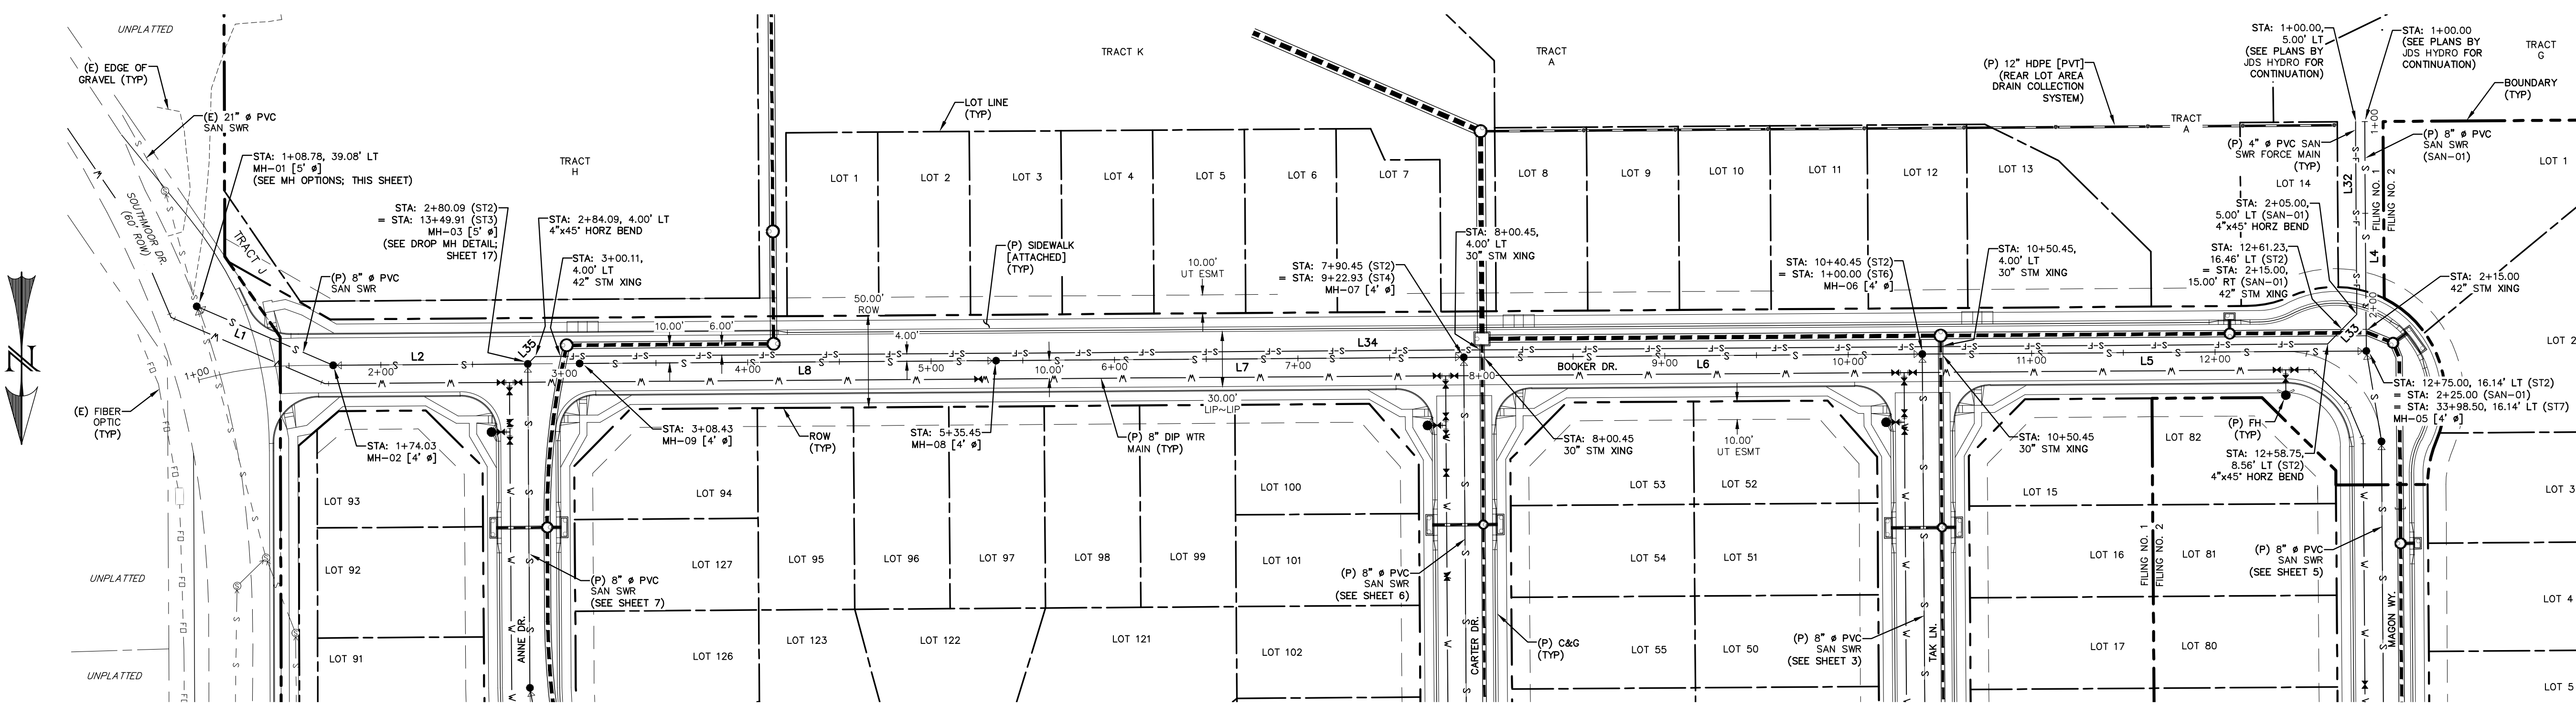 UNPLATTED
(E) EDGE OF
GRAVEL (TYP)
(E) 21" ø PVC
SAN SWR
STA: 1+08.78, 39.08' LT
MH-01 [5' ø]
(SEE MH OPTIONS; THIS SHEET)
SOUTHMOOR DR.
(60' ROW)
TRACT J
TRACT
H
STA: 2+80.09 (ST2)
= STA: 13+49.91 (ST3)
MH-03 [5' ø]
(SEE DROP MH DETAIL;
SHEET 17)
STA: 2+84.09, 4.00' LT
4"x45° HORZ BEND
STA: 3+00.11,
4.00' LT
42" STM XING
(P) 8" ø PVC
SAN SWR
L1
L2
L35
1+00
2+00
3+00
N
(E) FIBER
OPTIC
(TYP)
STA: 1+74.03
MH-02 [4' ø]
LOT 93
LOT 92
LOT 91
UNPLATTED
UNPLATTED
ANNE DR.
(P) 8" ø PVC
SAN SWR
(SEE SHEET 7)
TRACT K
LOT LINE
(TYP)
LOT 1
LOT 2
LOT 3
LOT 4
LOT 5
LOT 6
LOT 7
(P) SIDEWALK
[ATTACHED]
(TYP)
10.00'
UT ESMT
50.00'
ROW
10.00'
6.00'
4.00'
10.00'
4+00
L8
5+00
6+00
L7
7+00
L34
8+00
30.00'
LIP~LIP
STA: 3+08.43
MH-09 [4' ø]
ROW
(TYP)
STA: 5+35.45
MH-08 [4' ø]
(P) 8" DIP WTR
MAIN (TYP)
LOT 94
LOT 127
LOT 126
LOT 95
LOT 96
LOT 97
LOT 98
LOT 99
LOT 100
LOT 101
LOT 102
LOT 123
LOT 122
LOT 121
TRACT
A
(P) 12" HDPE [PVT]
(REAR LOT AREA
DRAIN COLLECTION
SYSTEM)
LOT 8
LOT 9
LOT 10
LOT 11
LOT 12
LOT 13
TRACT
A
STA: 8+00.45,
4.00' LT
30" STM XING
STA: 7+90.45 (ST2)
= STA: 9+22.93 (ST4)
MH-07 [4' ø]
STA: 10+40.45 (ST2)
= STA: 1+00.00 (ST6)
MH-06 [4' ø]
STA: 10+50.45,
4.00' LT
30" STM XING
BOOKER DR.
9+00
L6
10+00
11+00
L5
12+00
STA: 8+00.45
30" STM XING
10.00'
UT ESMT
STA: 10+50.45
30" STM XING
(P) 8" ø PVC
SAN SWR
(SEE SHEET 6)
CARTER DR.
(P) C&G
(TYP)
LOT 53
LOT 52
LOT 54
LOT 51
LOT 55
LOT 50
(P) 8" ø PVC
SAN SWR
(SEE SHEET 3)
TAK LN.
LOT 15
LOT 82
LOT 16
LOT 81
LOT 17
LOT 80
FILING NO. 1
FILING NO. 2
(P) FH
(TYP)
STA: 12+58.75,
8.56' LT (ST2)
4"x45° HORZ BEND
(P) 8" ø PVC
SAN SWR
(SEE SHEET 5)
MAGON WY.
STA: 1+00.00,
5.00' LT
(SEE PLANS BY
JDS HYDRO FOR
CONTINUATION)
STA: 1+00.00
(SEE PLANS BY
JDS HYDRO FOR
CONTINUATION)
TRACT
G
BOUNDARY
(TYP)
1+00
(P) 8" ø PVC
SAN SWR
(SAN-01)
(P) 4" ø PVC SAN
SWR FORCE MAIN
(TYP)
LOT 14
L32
FILING NO. 1
FILING NO. 2
L4
2+00
STA: 2+05.00,
5.00' LT (SAN-01)
4"x45° HORZ BEND
STA: 12+61.23,
16.46' LT (ST2)
= STA: 2+15.00,
15.00' RT (SAN-01)
42" STM XING
L33
STA: 2+15.00
42" STM XING
STA: 12+75.00, 16.14' LT (ST2)
= STA: 2+25.00 (SAN-01)
= STA: 33+98.50, 16.14' LT (ST7)
MH-05 [4' ø]
LOT 1
LOT 2
LOT 3
LOT 4
LOT 5